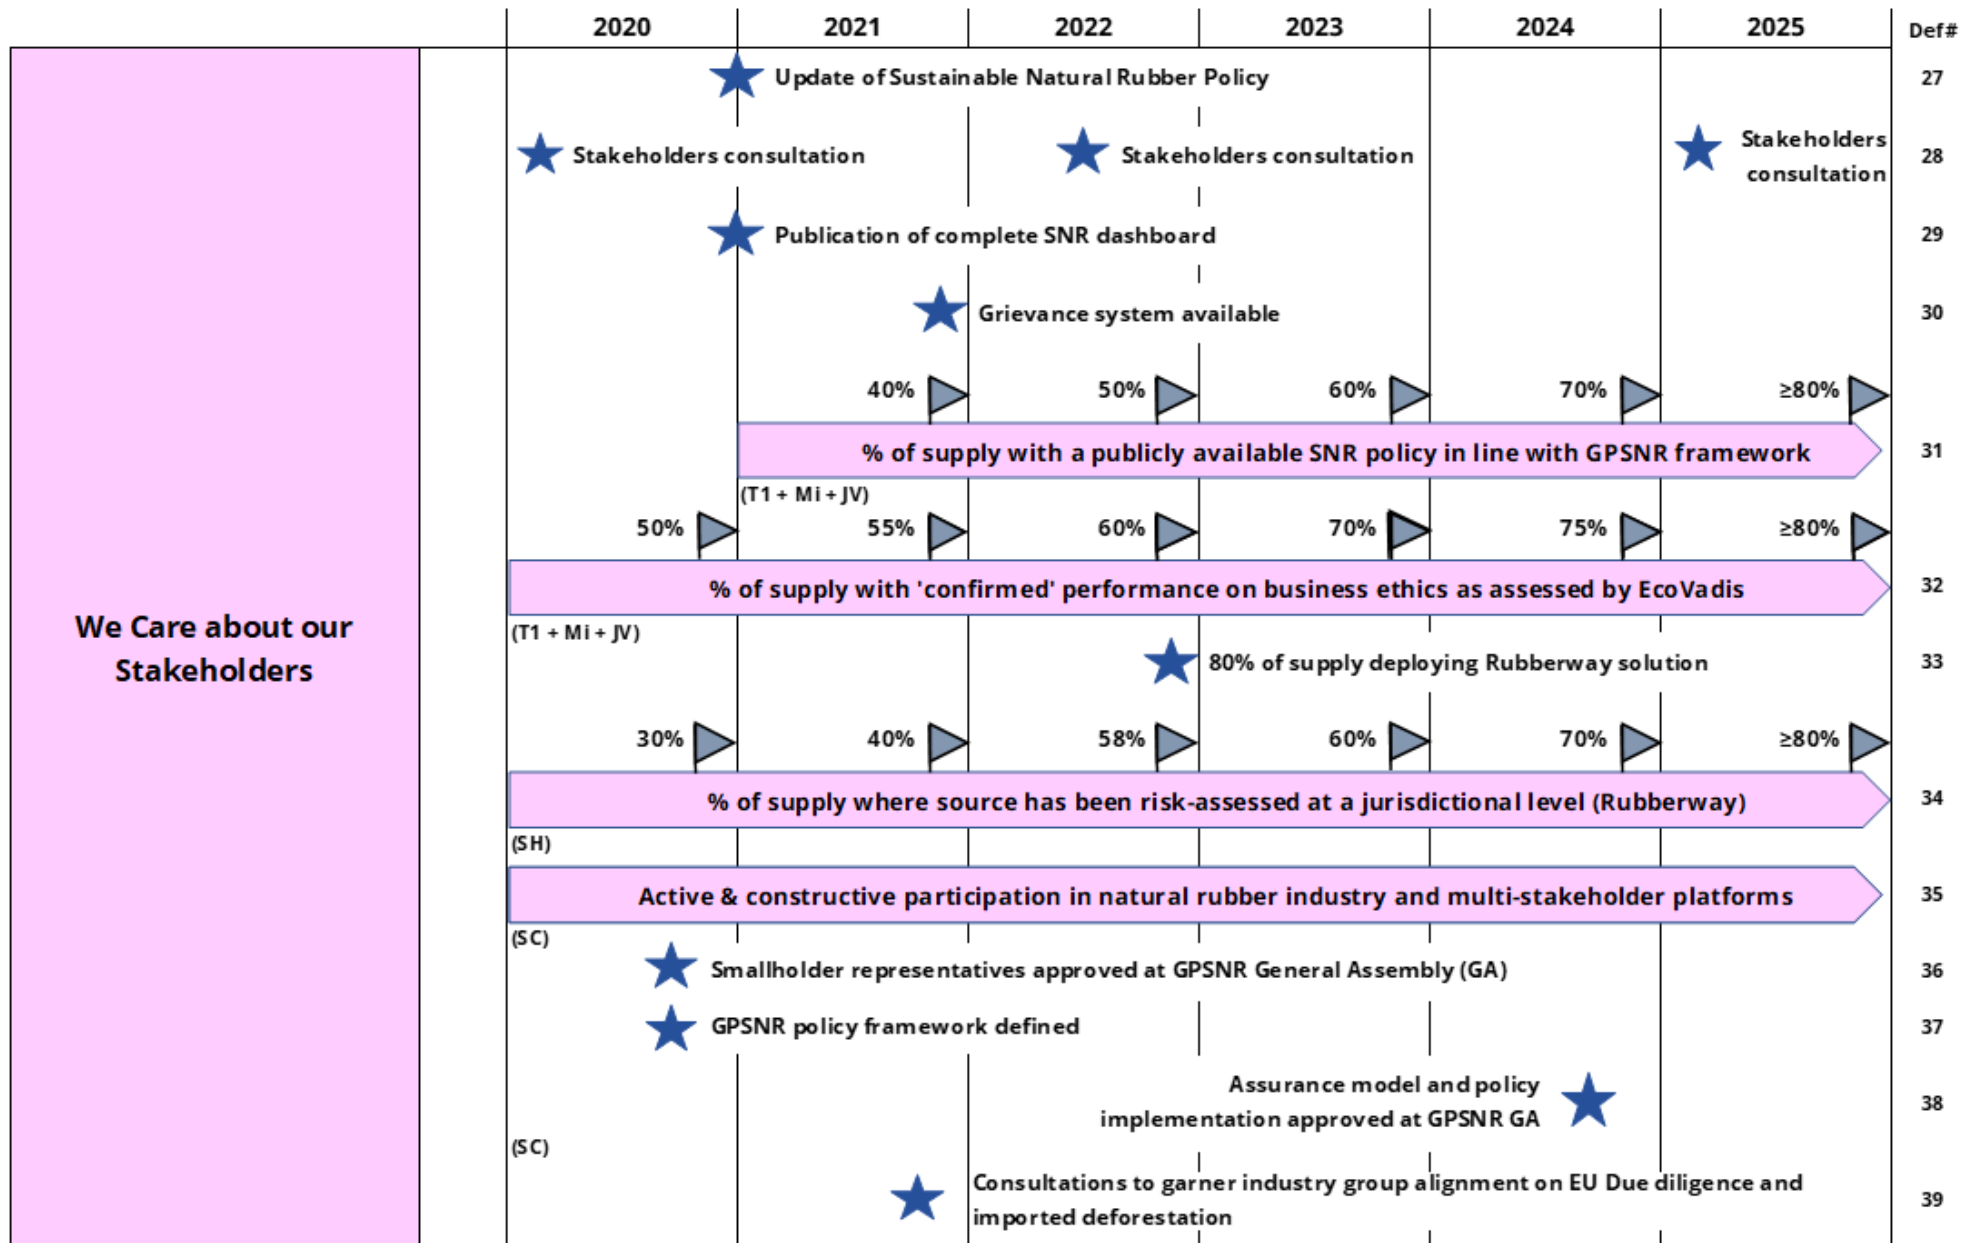 2020 2021 2022 2023 2024 2025 Def#
Update of Sustainable Natural Rubber Policy 27
Stakeholders consultation Stakeholders consultation Stakeholders 28
consultation
Publication of complete SNR dashboard 29
Grievance system available 30
40% 50% 60% 70% ≥80%
% of supply with a publicly available SNR policy in line with GPSNR framework 31
(T1 + Mi + JV)
50% 55% 60% 70% 75% ≥80%
% of supply with 'confirmed' performance on business ethics as assessed by EcoVadis 32
(T1 + Mi + JV)
We Care about our
Stakeholders
80% of supply deploying Rubberway solution 33
30% 40% 58% 60% 70% ≥80%
% of supply where source has been risk-assessed at a jurisdictional level (Rubberway) 34
(SH)
Active & constructive participation in natural rubber industry and multi-stakeholder platforms 35
(SC)
Smallholder representatives approved at GPSNR General Assembly (GA) 36
GPSNR policy framework defined 37
Assurance model and policy
implementation approved at GPSNR GA 38
(SC)
Consultations to garner industry group alignment on EU Due diligence and
imported deforestation 39